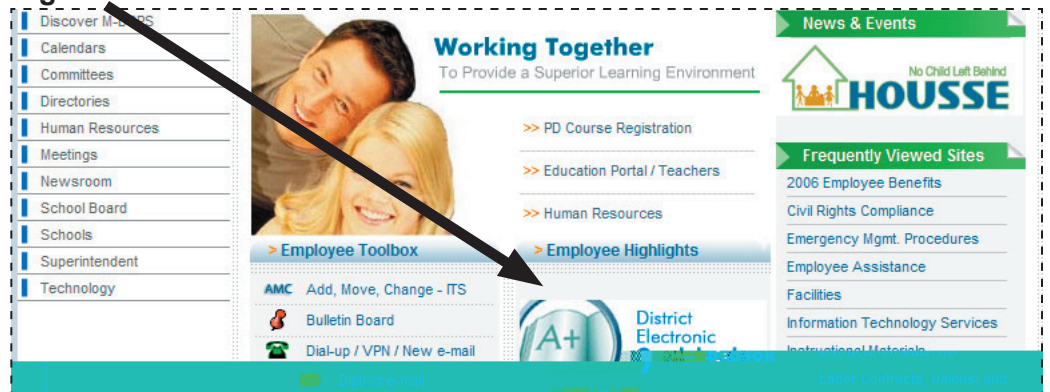 Discover M-DCPS
Calendars
Committees
Directories
Human Resources
Meetings
Newsroom
School Board
Schools
Superintendent
Technology
Working Together
To Provide a Superior Learning Environment
>> PD Course Registration
>> Education Portal / Teachers
>> Human Resources
> Employee Toolbox
AMC Add, Move, Change - ITS
Bulletin Board
Dial-up / VPN / New e-mail
> Employee Highlights
A+
District
Electronic
News & Events
No Child Left Behind
HOUSSE
Frequently Viewed Sites
2006 Employee Benefits
Civil Rights Compliance
Emergency Mgmt. Procedures
Employee Assistance
Facilities
Information Technology Services